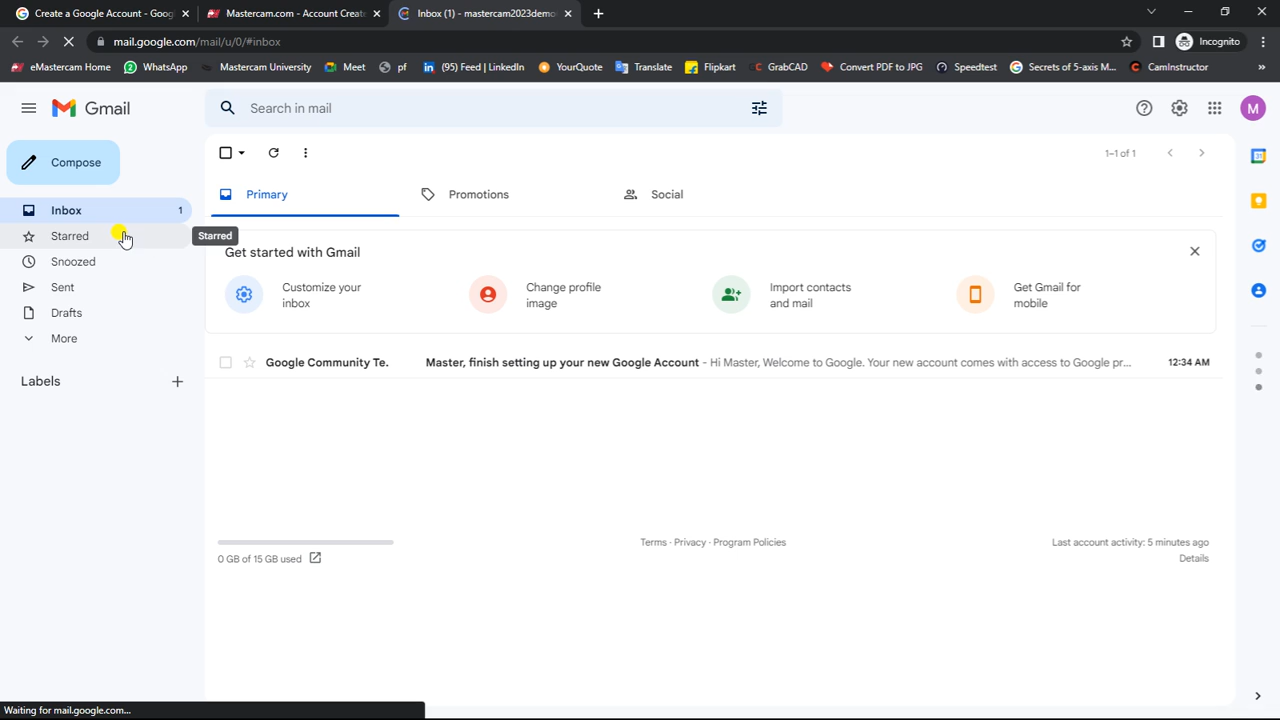 Create a Google Account - Goog
Mastercam.com - Account Creati
Inbox (1) - mastercam2023demo
mail.google.com/mail/u/0/#inbox
Incognito
eMastercam Home
WhatsApp
Mastercam University
Meet
pf
(95) Feed | LinkedIn
YourQuote
Translate
Flipkart
GrabCAD
Convert PDF to JPG
Speedtest
Secrets of 5-axis M...
CamInstructor
»
Gmail
Search in mail
M
Compose
1–1 of 1
Primary
Promotions
Social
Inbox 1
Starred
Starred
Snoozed
Sent
Drafts
More
Labels
Get started with Gmail
Customize your
inbox
Change profile
image
Import contacts
and mail
Get Gmail for
mobile
Google Community Te. Master, finish setting up your new Google Account - Hi Master, Welcome to Google. Your new account comes with access to Google pr... 12:34 AM
0 GB of 15 GB used
Terms · Privacy · Program Policies
Last account activity: 5 minutes ago
Details
Waiting for mail.google.com...